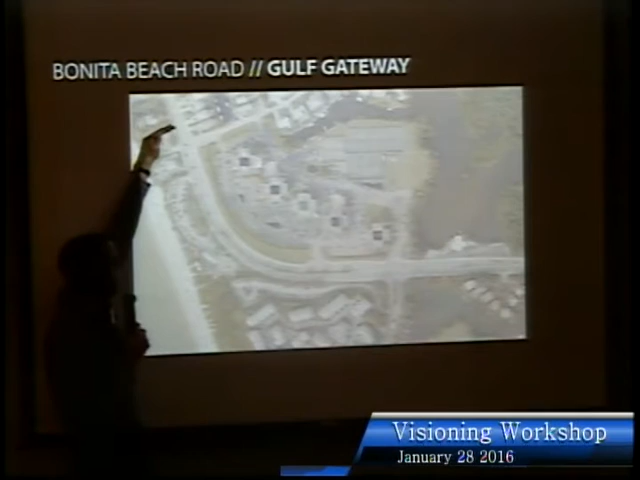 BONITA BEACH ROAD // GULF GATEWAY
Visioning Workshop
January 28 2016